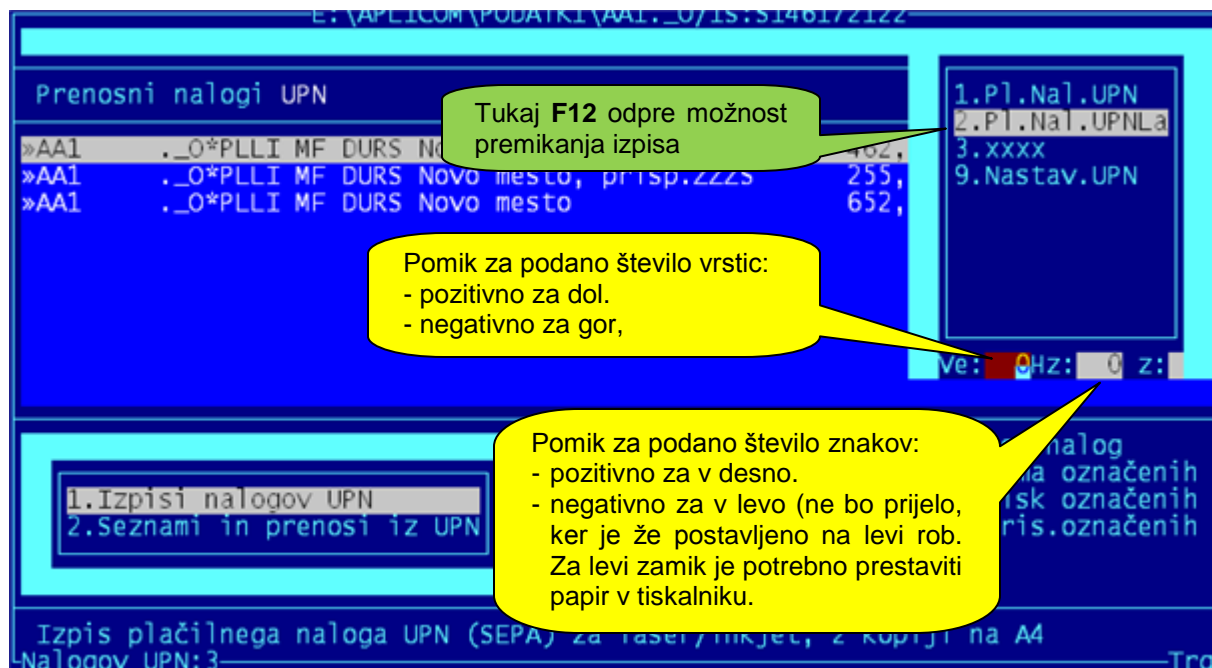 E:\APLICOM\PODATKI\AA1._O/IS:S146172122
Prenosni nalogi UPN
Tukaj F12 odpre možnost
premikanja izpisa
1.Pl.Nal.UPN
2.Pl.Nal.UPNLa
3.xxxx
9.Nastav.UPN
»AA1 ._O*PLLI MF DURS 462,
»AA1 ._O*PLLI MF DURS Novo mesto, prisp.ZZZS 255,
»AA1 ._O*PLLI MF DURS Novo mesto 652,
Pomik za podano število vrstic:
- pozitivno za dol.
- negativno za gor,
Ve: 0Hz: 0 z:
Pomik za podano število znakov:
- pozitivno za v desno.
- negativno za v levo (ne bo prijelo,
ker je že postavljeno na levi rob.
Za levi zamik je potrebno prestaviti
papir v tiskalniku.
nalog
označenih
označenih
1.Izpisi nalogov UPN
2.Seznami in prenosi iz UPN
Izpis plačilnega naloga UPN (SEPA) za laser/inkjet, 2 kopiji na A4
Nalogov UPN:3